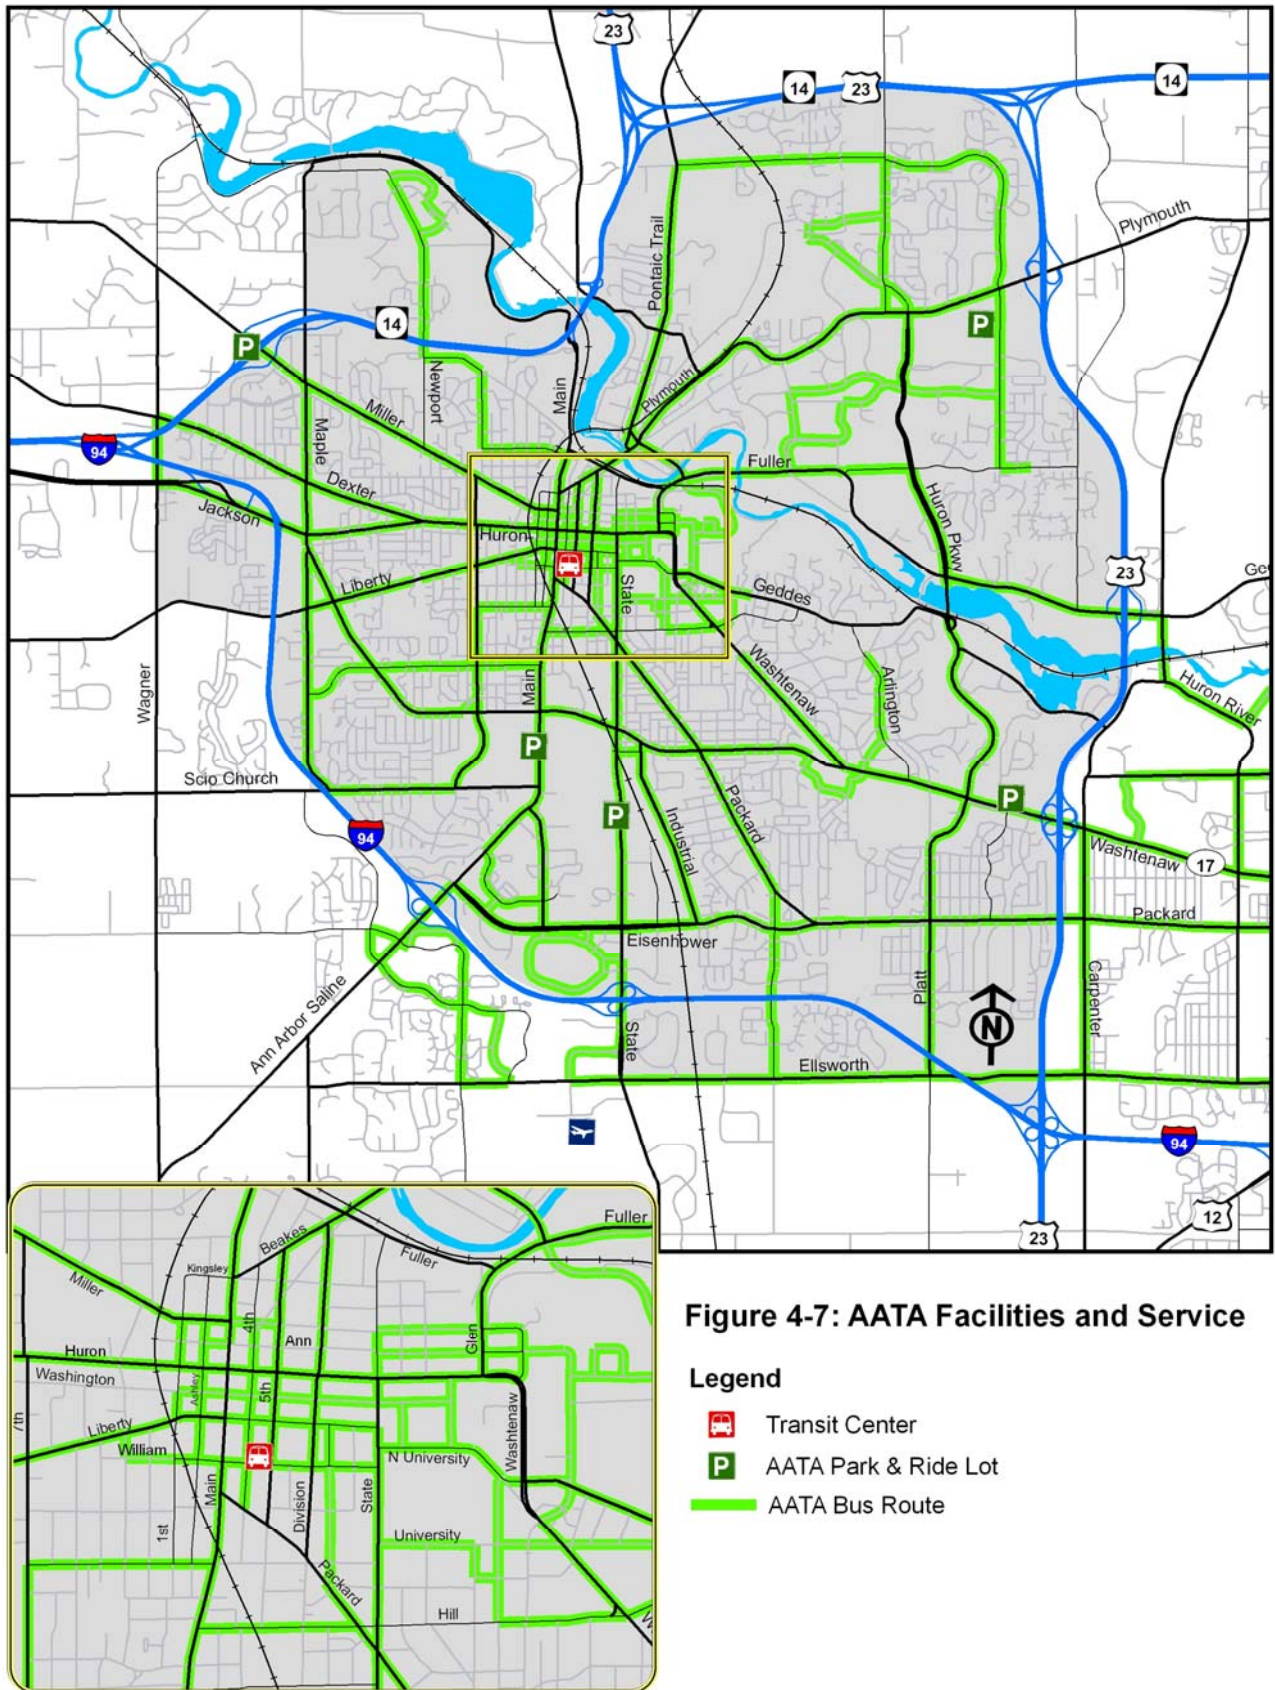 23
14
23
14
Plymouth
Pontaic Trail
P
14
P
Newport
Main
Plymouth
Miller
94
Maple
Dexter
Fuller
Jackson
Huron
Huron Pkwy
Liberty
State
Geddes
23
Ge
Wagner
Main
Washtenaw
Arlington
Huron River
P
Scio Church
P
P
94
Industrial
Packard
Washtenaw
17
Packard
Eisenhower
Ann Arbor Saline
State
Platt
N
Carpenter
Ellsworth
94
12
23
Beakes
Fuller
Fuller
Kingsley
Miller
4th
Ann
Glen
Huron
Washington
Ashley
5th
7th
Liberty
William
N University
Washtenaw
Main
Division
State
1st
University
Packard
Hill
W
Figure 4-7: AATA Facilities and Service
Legend
Transit Center
P AATA Park & Ride Lot
AATA Bus Route